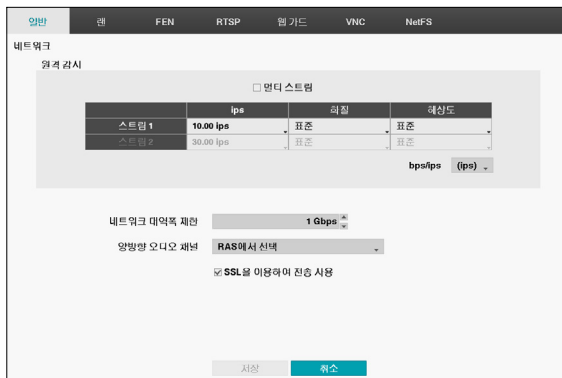 일반 랜 FEN RTSP 웹 가드 VNC NetFS
네트워크
원격 감시
멀티 스트림
ips 화질 해상도
스트림 1 10.00 ips 표준 표준
스트림 2 30.00 ips 표준 표준
bps/ips (ips)
네트워크 대역폭 제한 1 Gbps
양방향 오디오 채널 RAS에서 선택
SSL을 이용하여 전송 사용
저장 취소